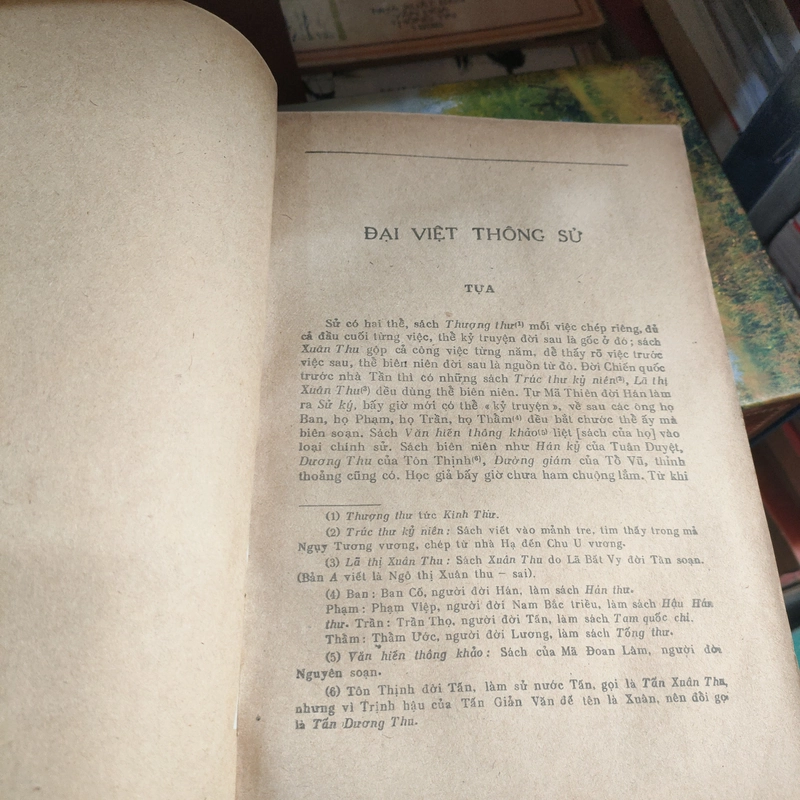 ĐẠI VIỆT THÔNG SỬ
TỰA
Sử có hai thể, sách Thượng thư(1) mỗi việc chép riêng, đủ
cả đầu cuối từng việc, thể kỷ truyện đời sau là gốc ở đó; sách
Xuân Thu gộp cả công việc từng năm, dễ thấy rõ việc trước
việc sau, thể biên niên đời sau là nguồn từ đó. Đời Chiến quốc
trước nhà Tần thì có những sách Trúc thư kỷ niên(2), Lã thị
Xuân Thu(3) đều dùng thể biên niên. Tư Mã Thiên đời Hán làm
ra Sử ký, bấy giờ mới có thể « kỷ truyện », về sau các ông họ
Ban, họ Phạm, họ Trần, họ Thẩm(4) đều bắt chước thể ấy mà
biên soạn. Sách Văn hiến thông khảo(5) liệt [sách của họ] vào
loại chính sử. Sách biên niên như Hán kỷ của Tuân Duyệt,
Dương Thu của Tôn Thịnh(6), Đường giám của Tổ Vũ, thỉnh
thoảng cũng có. Học giả bấy giờ chưa ham chuộng lắm. Từ khi
(1) Thượng thư tức Kinh Thư.
(2) Trúc thư kỷ niên: Sách viết vào mảnh tre, tìm thấy trong mả
Ngụy Tương vương, chép từ nhà Hạ đến Chu U vương.
(3) Lã thị Xuân Thu: Sách Xuân Thu do Lã Bất Vy đời Tần soạn.
(Bản A viết là Ngô thị Xuân thu – sai).
(4) Ban: Ban Cố, người đời Hán, làm sách Hán thư.
Phạm: Phạm Việp, người đời Nam Bắc triều, làm sách Hậu Hán
thư. Trần: Trần Thọ, người đời Tấn, làm sách Tam quốc chí.
Thẩm: Thẩm Ước, người đời Lương, làm sách Tống thư.
(5) Văn hiến thông khảo: Sách của Mã Đoan Lâm, người đời
Nguyên soạn.
(6) Tôn Thịnh đời Tấn, làm sử nước Tấn, gọi là Tấn Xuân Thu,
nhưng vì Trịnh hậu của Tấn Giản Văn đế tên là Xuân, nên đổi gọi
là Tấn Dương Thu.